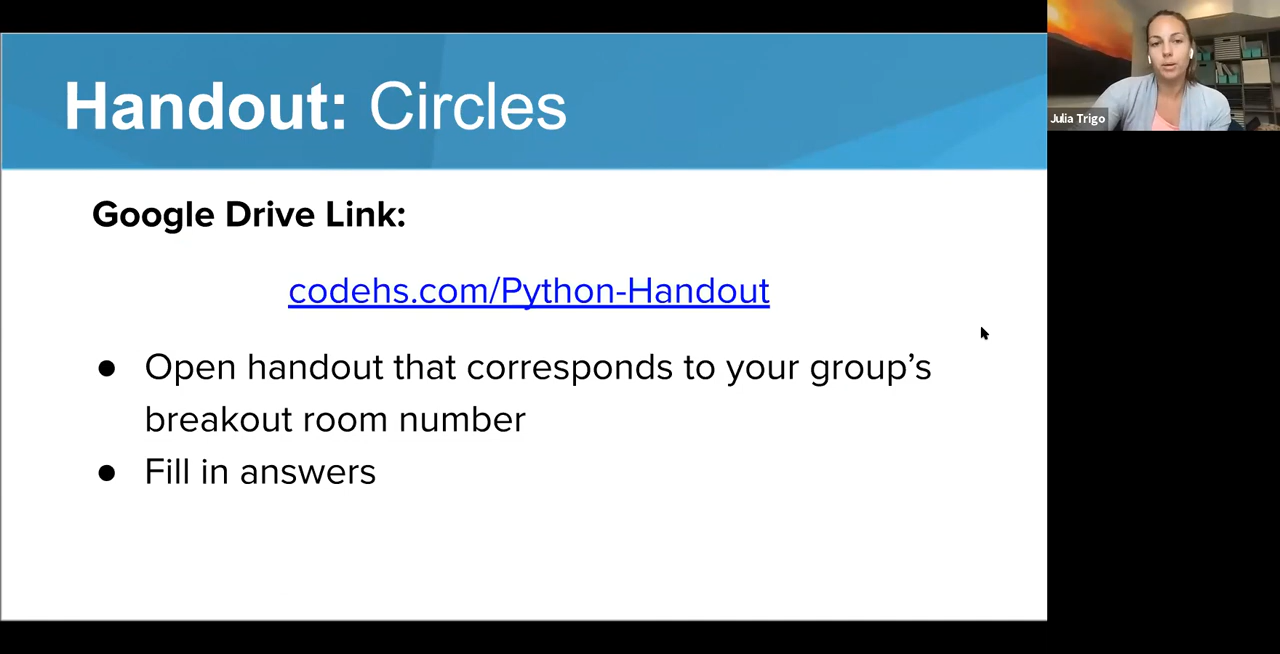 Handout: Circles
Julia Trigo
Google Drive Link:
codehs.com/Python-Handout
● Open handout that corresponds to your group’s
breakout room number
● Fill in answers